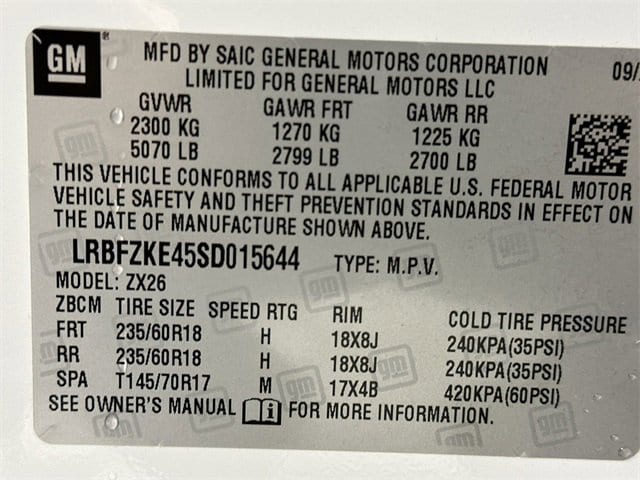 GM
MFD BY SAIC GENERAL MOTORS CORPORATION 09/
LIMITED FOR GENERAL MOTORS LLC
GVWR GAWR FRT GAWR RR
2300 KG 1270 KG 1225 KG
5070 LB 2799 LB 2700 LB
THIS VEHICLE CONFORMS TO ALL APPLICABLE U.S. FEDERAL MOTOR
VEHICLE SAFETY AND THEFT PREVENTION STANDARDS IN EFFECT ON
THE DATE OF MANUFACTURE SHOWN ABOVE.
LRBFZKE45SD015644 TYPE: M.P.V.
MODEL: ZX26
ZBCM TIRE SIZE SPEED RTG RIM COLD TIRE PRESSURE
FRT 235/60R18 H 18X8J 240KPA(35PSI)
RR 235/60R18 H 18X8J 240KPA(35PSI)
SPA T145/70R17 M 17X4B 420KPA(60PSI)
SEE OWNER'S MANUAL FOR MORE INFORMATION.